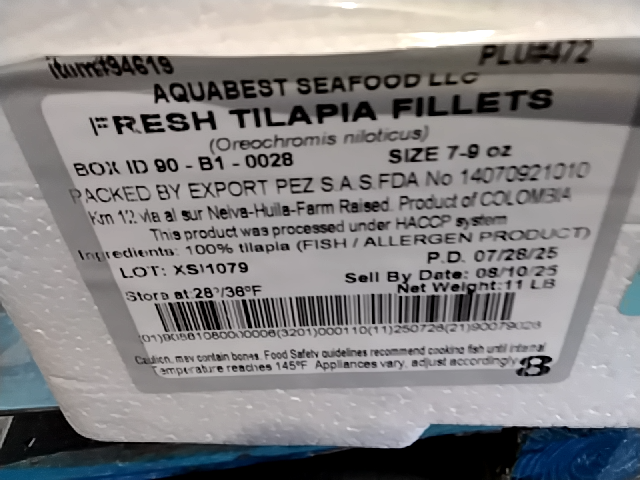 item#94619 PLU#472
AQUABEST SEAFOOD LLC
FRESH TILAPIA FILLETS
(Oreochromis niloticus)
BOX ID 90 - B1 - 0028 SIZE 7-9 oz
PACKED BY EXPORT PEZ S.A.S.FDA No 14070921010
Km 12 via al sur Neiva-Huila-Farm Raised. Product of COLOMBIA
This product was processed under HACCP system
Ingredients: 100% tilapia (FISH / ALLERGEN PRODUCT)
LOT: XSI1079 P.D. 07/28/25
Sell By Date: 08/10/25
Store at:28°/38°F Net Weight:11 LB
Caution, may contain bones. Food Safety guidelines recommend cooking fish until internal
Temperature reaches 145°F. Appliances vary, adjust accordingly